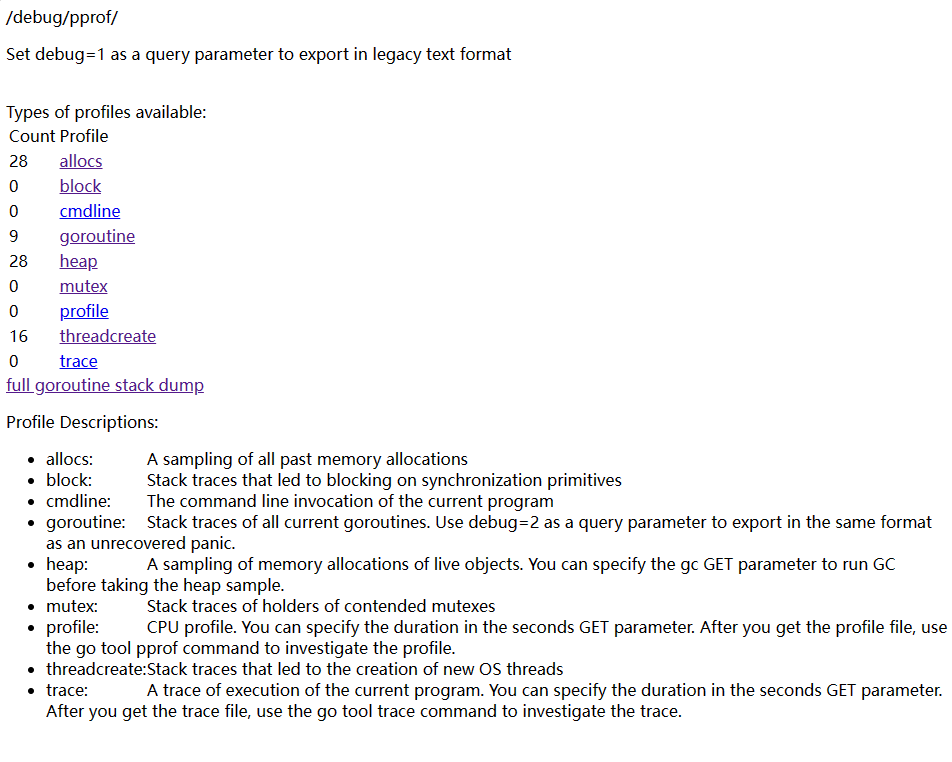 /debug/pprof/
Set debug=1 as a query parameter to export in legacy text format
Types of profiles available:
Count Profile
28 allocs
0 block
0 cmdline
9 goroutine
28 heap
0 mutex
0 profile
16 threadcreate
0 trace
full goroutine stack dump
Profile Descriptions:
• allocs: A sampling of all past memory allocations
• block: Stack traces that led to blocking on synchronization primitives
• cmdline: The command line invocation of the current program
• goroutine: Stack traces of all current goroutines. Use debug=2 as a query parameter to export in the same format
as an unrecovered panic.
• heap: A sampling of memory allocations of live objects. You can specify the gc GET parameter to run GC
before taking the heap sample.
• mutex: Stack traces of holders of contended mutexes
• profile: CPU profile. You can specify the duration in the seconds GET parameter. After you get the profile file, use
the go tool pprof command to investigate the profile.
• threadcreate:Stack traces that led to the creation of new OS threads
• trace: A trace of execution of the current program. You can specify the duration in the seconds GET parameter.
After you get the trace file, use the go tool trace command to investigate the trace.